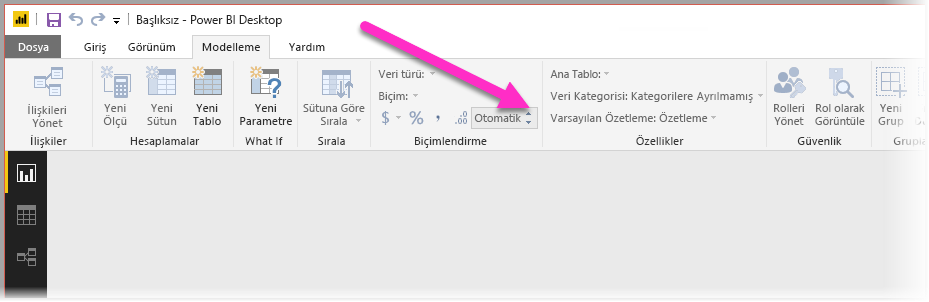 Başlıksız - Power BI Desktop
Dosya Giriş Görünüm Modelleme Yardım
İlişkileri Yönet
Yeni Ölçü
Yeni Sütun
Yeni Tablo
Yeni Parametre
Sütuna Göre Sırala
Veri türü:
Biçim:
$ % , .00 Otomatik
Ana Tablo:
Veri Kategorisi: Kategorilere Ayrılmamış
Varsayılan Özetleme: Özetleme
Rolleri Yönet
Rol olarak Görüntüle
Yeni Grup
İlişkiler Hesaplamalar What If Sırala Biçimlendirme Özellikler Güvenlik